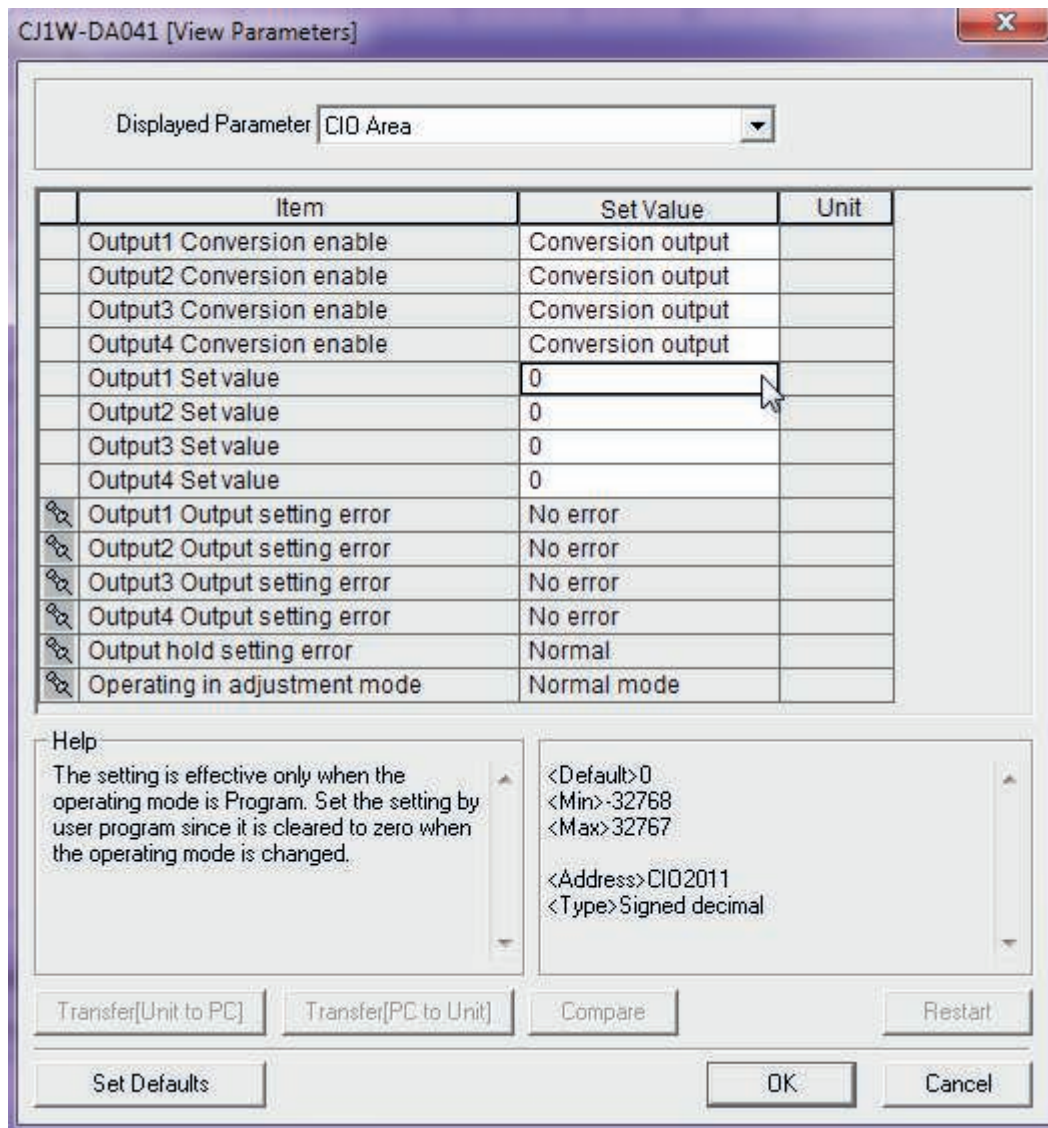 CJ1W-DA041 [View Parameters]
Displayed Parameter CIO Area
Item Set Value Unit
Output1 Conversion enable Conversion output
Output2 Conversion enable Conversion output
Output3 Conversion enable Conversion output
Output4 Conversion enable Conversion output
Output1 Set value 0
Output2 Set value 0
Output3 Set value 0
Output4 Set value 0
Output1 Output setting error No error
Output2 Output setting error No error
Output3 Output setting error No error
Output4 Output setting error No error
Output hold setting error Normal
Operating in adjustment mode Normal mode
Help
The setting is effective only when the
operating mode is Program. Set the setting by
user program since it is cleared to zero when
the operating mode is changed.
<Default>0
<Min>-32768
<Max>32767
<Address>CIO2011
<Type>Signed decimal
Transfer[Unit to PC] Transfer[PC to Unit] Compare Restart
Set Defaults OK Cancel